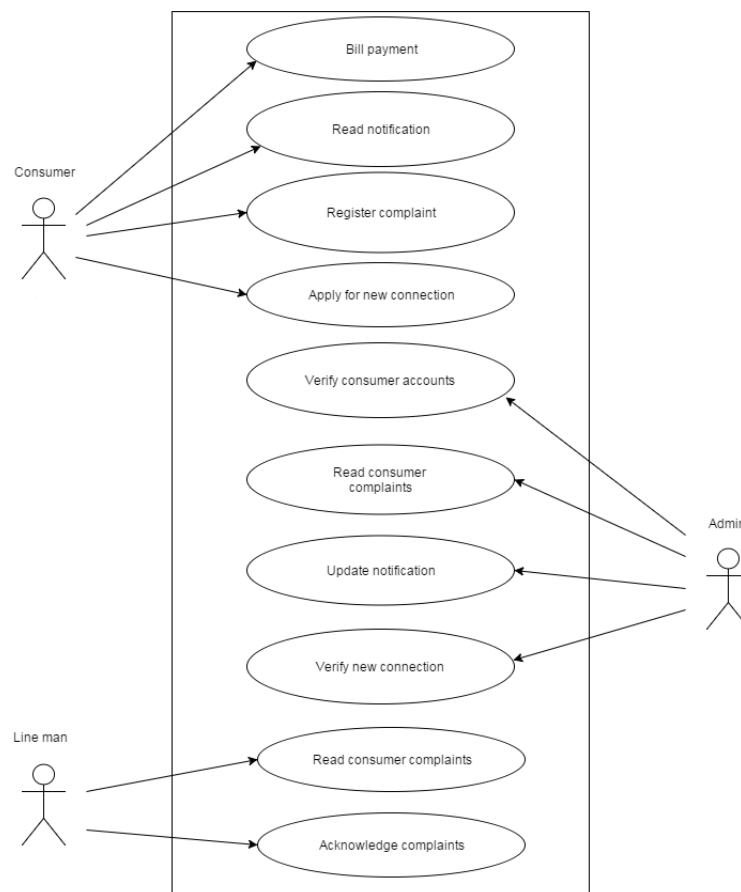 Bill payment
Read notification
Consumer
Register complaint
Apply for new connection
Verify consumer accounts
Read consumer
complaints
Admin
Update notification
Verify new connection
Line man
Read consumer complaints
Acknowledge complaints